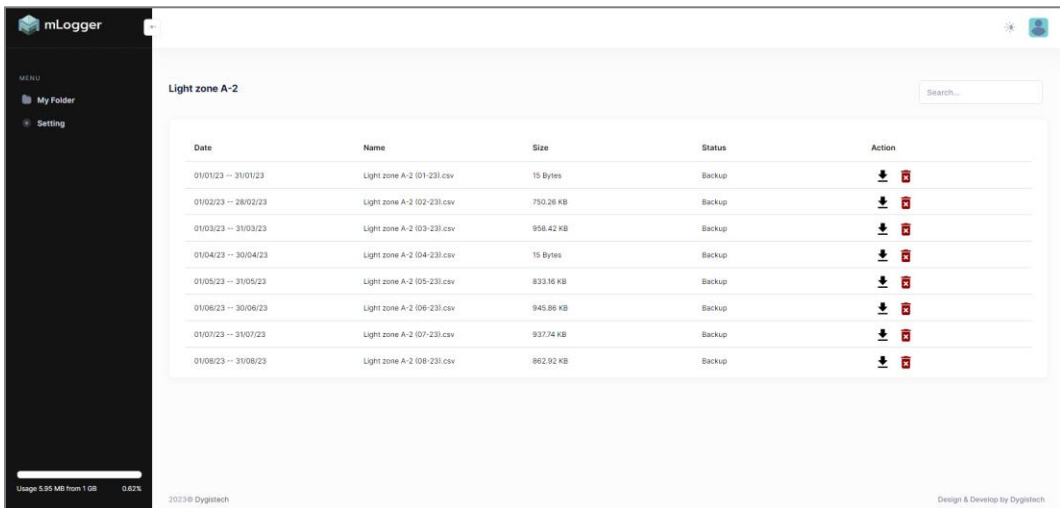 mLogger
MENU
My Folder
Setting
Usage 5.95 MB from 1 GB 0.62%
Light zone A-2
Search...
Date Name Size Status Action
01/01/23 -- 31/01/23 Light zone A-2 (01-23).csv 15 Bytes Backup
01/02/23 -- 28/02/23 Light zone A-2 (02-23).csv 750.26 KB Backup
01/03/23 -- 31/03/23 Light zone A-2 (03-23).csv 958.42 KB Backup
01/04/23 -- 30/04/23 Light zone A-2 (04-23).csv 15 Bytes Backup
01/05/23 -- 31/05/23 Light zone A-2 (05-23).csv 833.16 KB Backup
01/06/23 -- 30/06/23 Light zone A-2 (06-23).csv 945.86 KB Backup
01/07/23 -- 31/07/23 Light zone A-2 (07-23).csv 937.74 KB Backup
01/08/23 -- 31/08/23 Light zone A-2 (08-23).csv 862.92 KB Backup
2023© Dygistech
Design & Develop by Dygistech